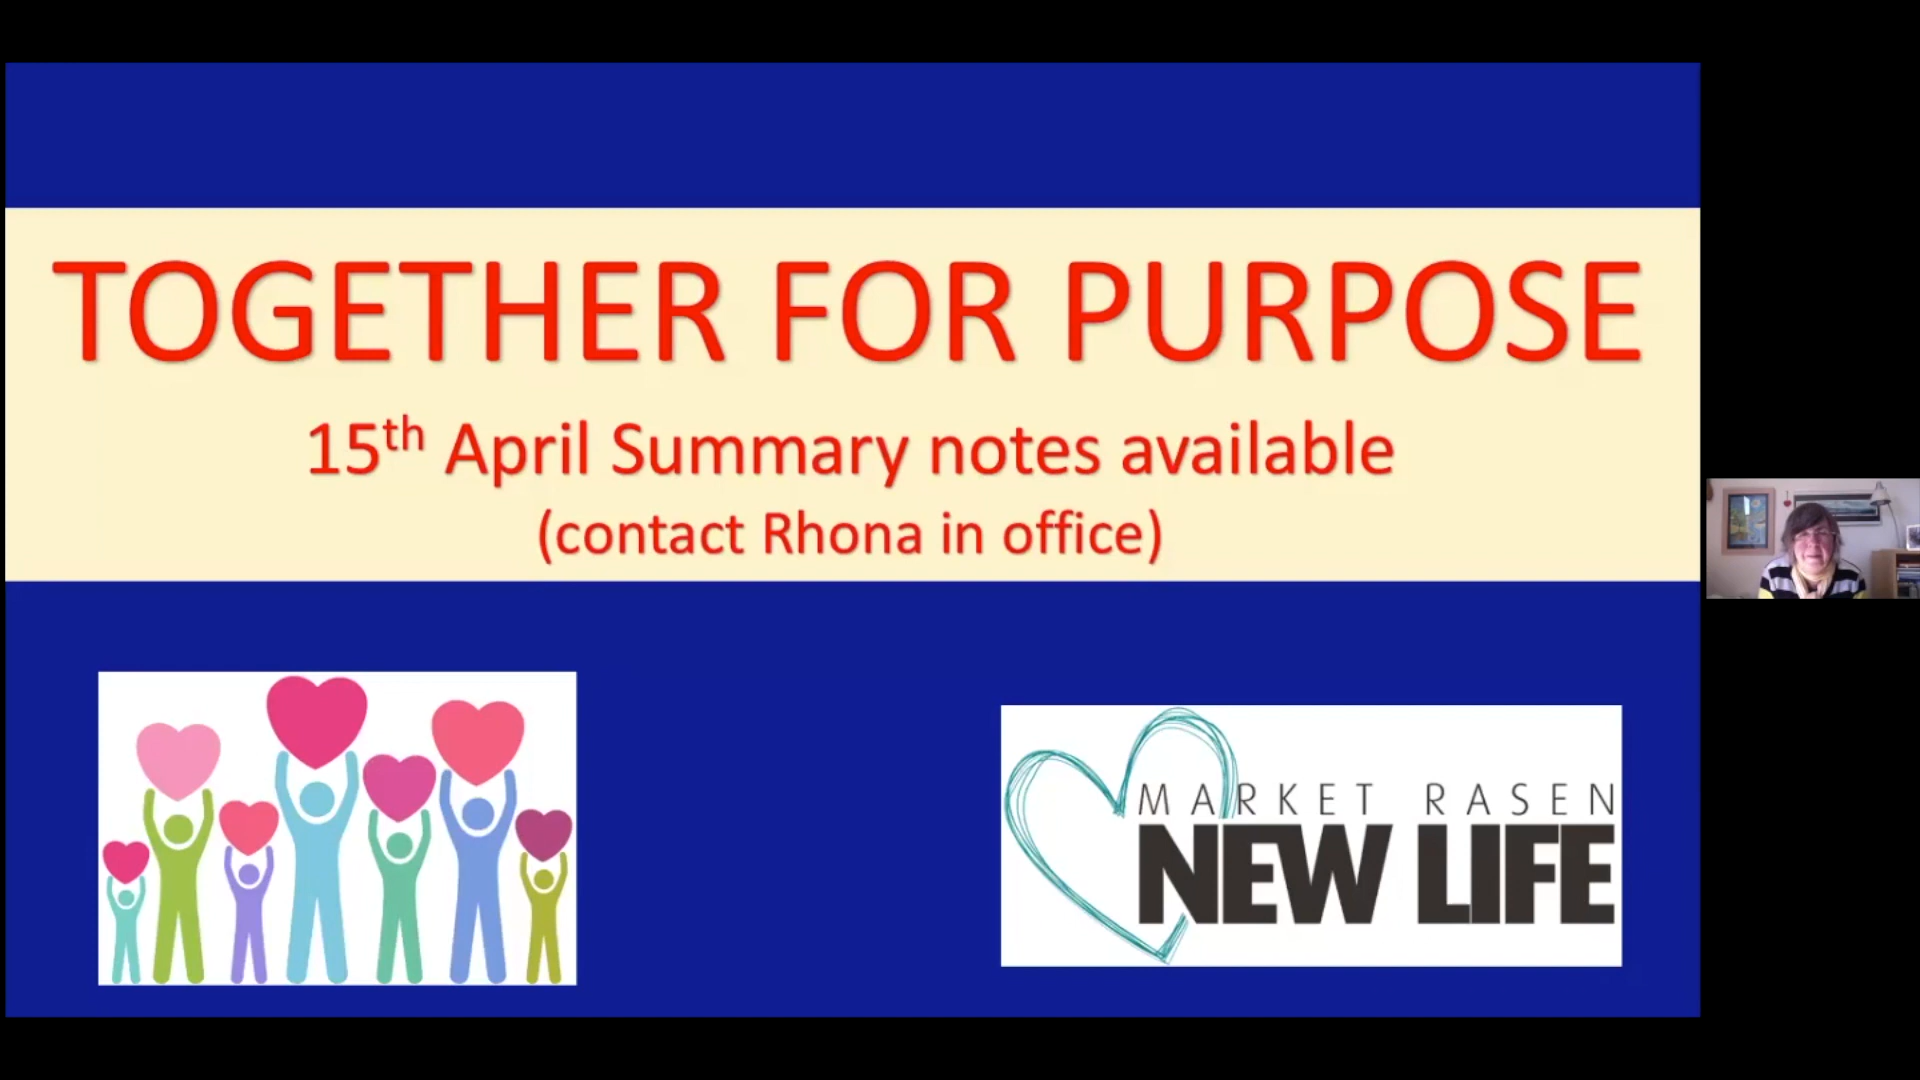 TOGETHER FOR PURPOSE
15th April Summary notes available
(contact Rhona in office)
MARKET RASEN
NEW LIFE